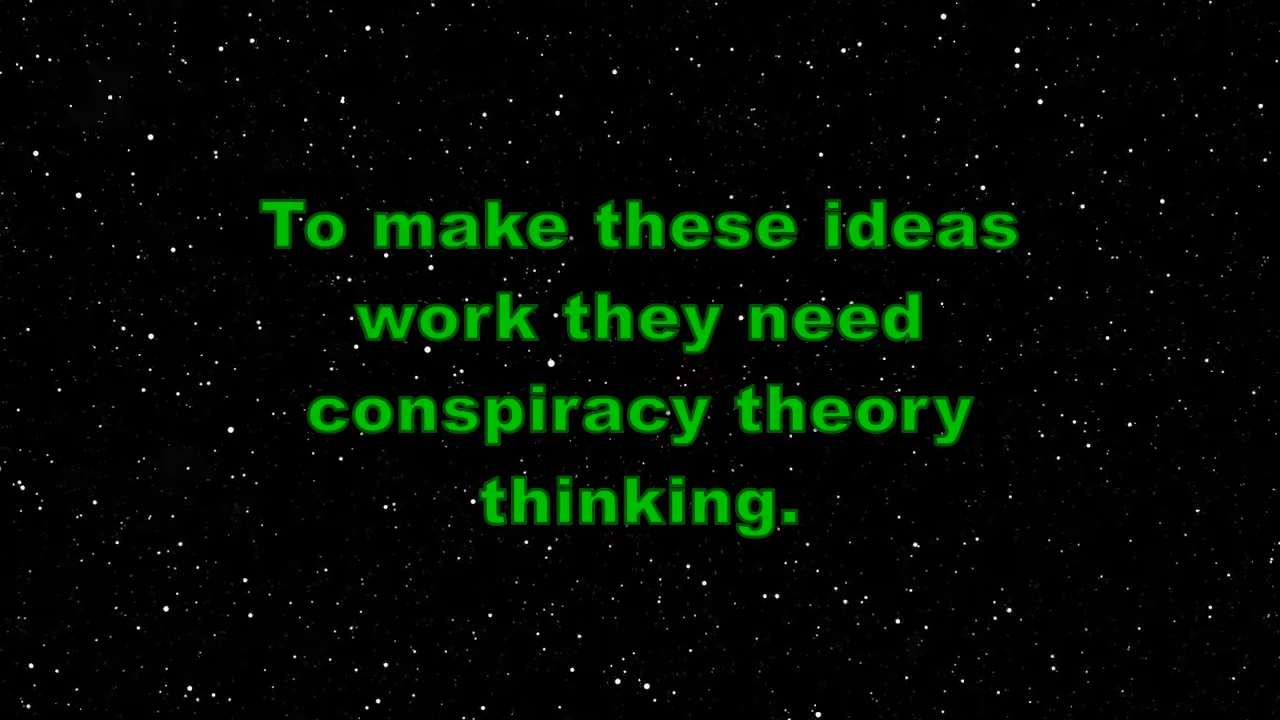 To make these ideas
work they need
conspiracy theory
thinking.